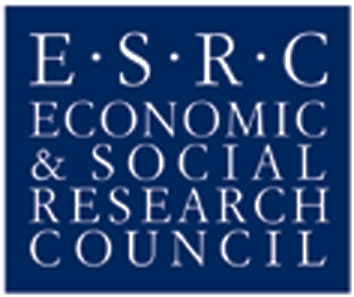 E·S·R·C
ECONOMIC
& SOCIAL
RESEARCH
COUNCIL